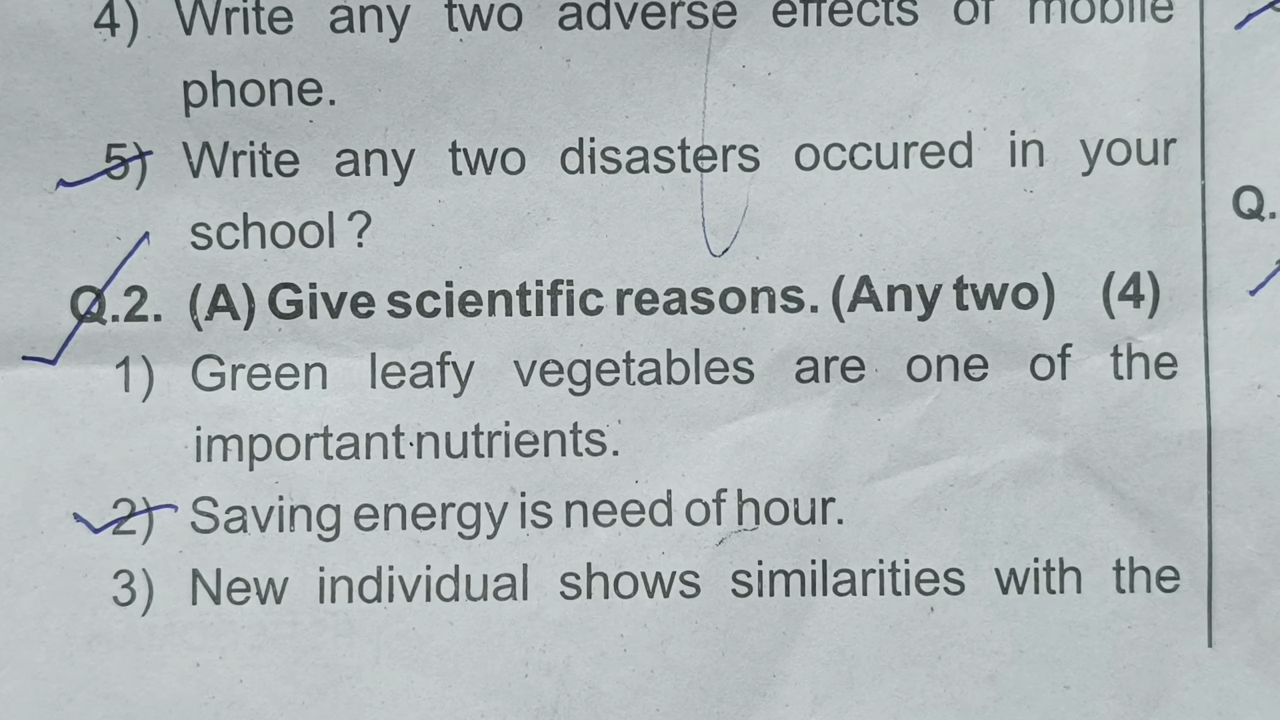 4) Write any two adverse effects of mobile
phone.
5) Write any two disasters occured in your
school ?
Q.2. (A) Give scientific reasons. (Any two) (4)
1) Green leafy vegetables are one of the
important nutrients.
2) Saving energy is need of hour.
3) New individual shows similarities with the
Q.